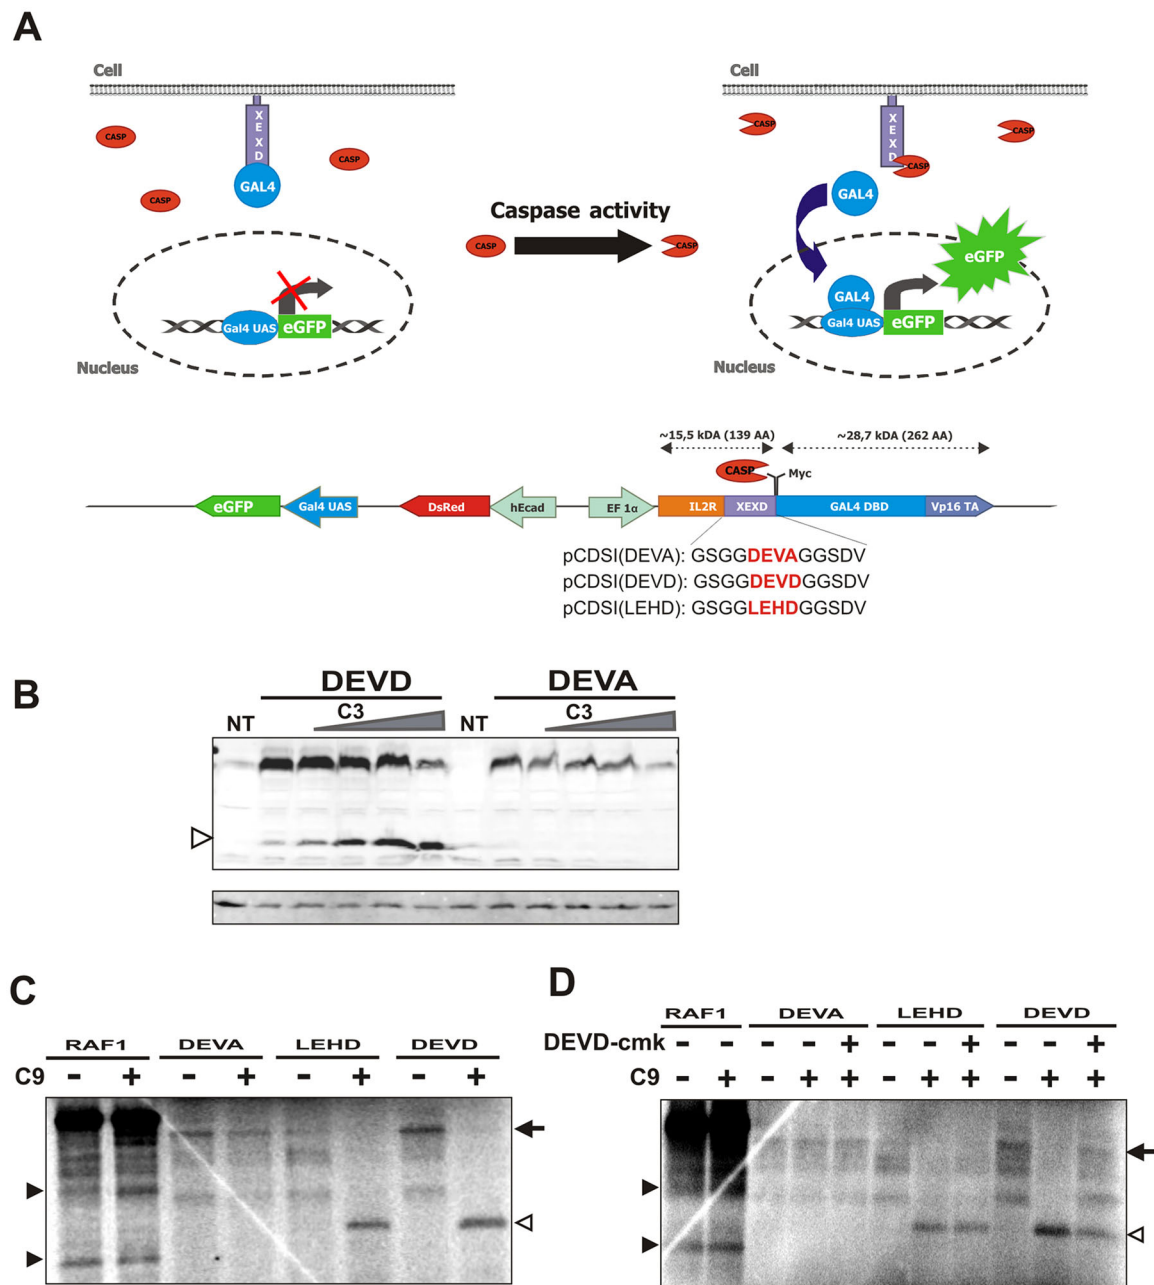 A
Cell
XEXD
CASP
CASP
CASP
GAL4
Gal4 UAS
eGFP
Nucleus
Caspase activity
CASP
CASP
Cell
XEXD
CASP
CASP
CASP
GAL4
eGFP
GAL4
Gal4 UAS
eGFP
Nucleus
~15,5 kDA (139 AA)
~28,7 kDA (262 AA)
CASP
Myc
eGFP
Gal4 UAS
DsRed
hEcad
EF 1α
IL2R
XEXD
GAL4 DBD
Vp16 TA
pCDSI(DEVA): GSGGDEVAGGSDV
pCDSI(DEVD): GSGGDEVDGGSDV
pCDSI(LEHD): GSGGLEHDGGSDV
B
DEVD DEVA
NT C3 NT C3
C
RAF1 DEVA LEHD DEVD
C9 - + - + - + - +
D
RAF1 DEVA LEHD DEVD
DEVD-cmk - - - - + - - + - - +
C9 - + - + + - + + - + +